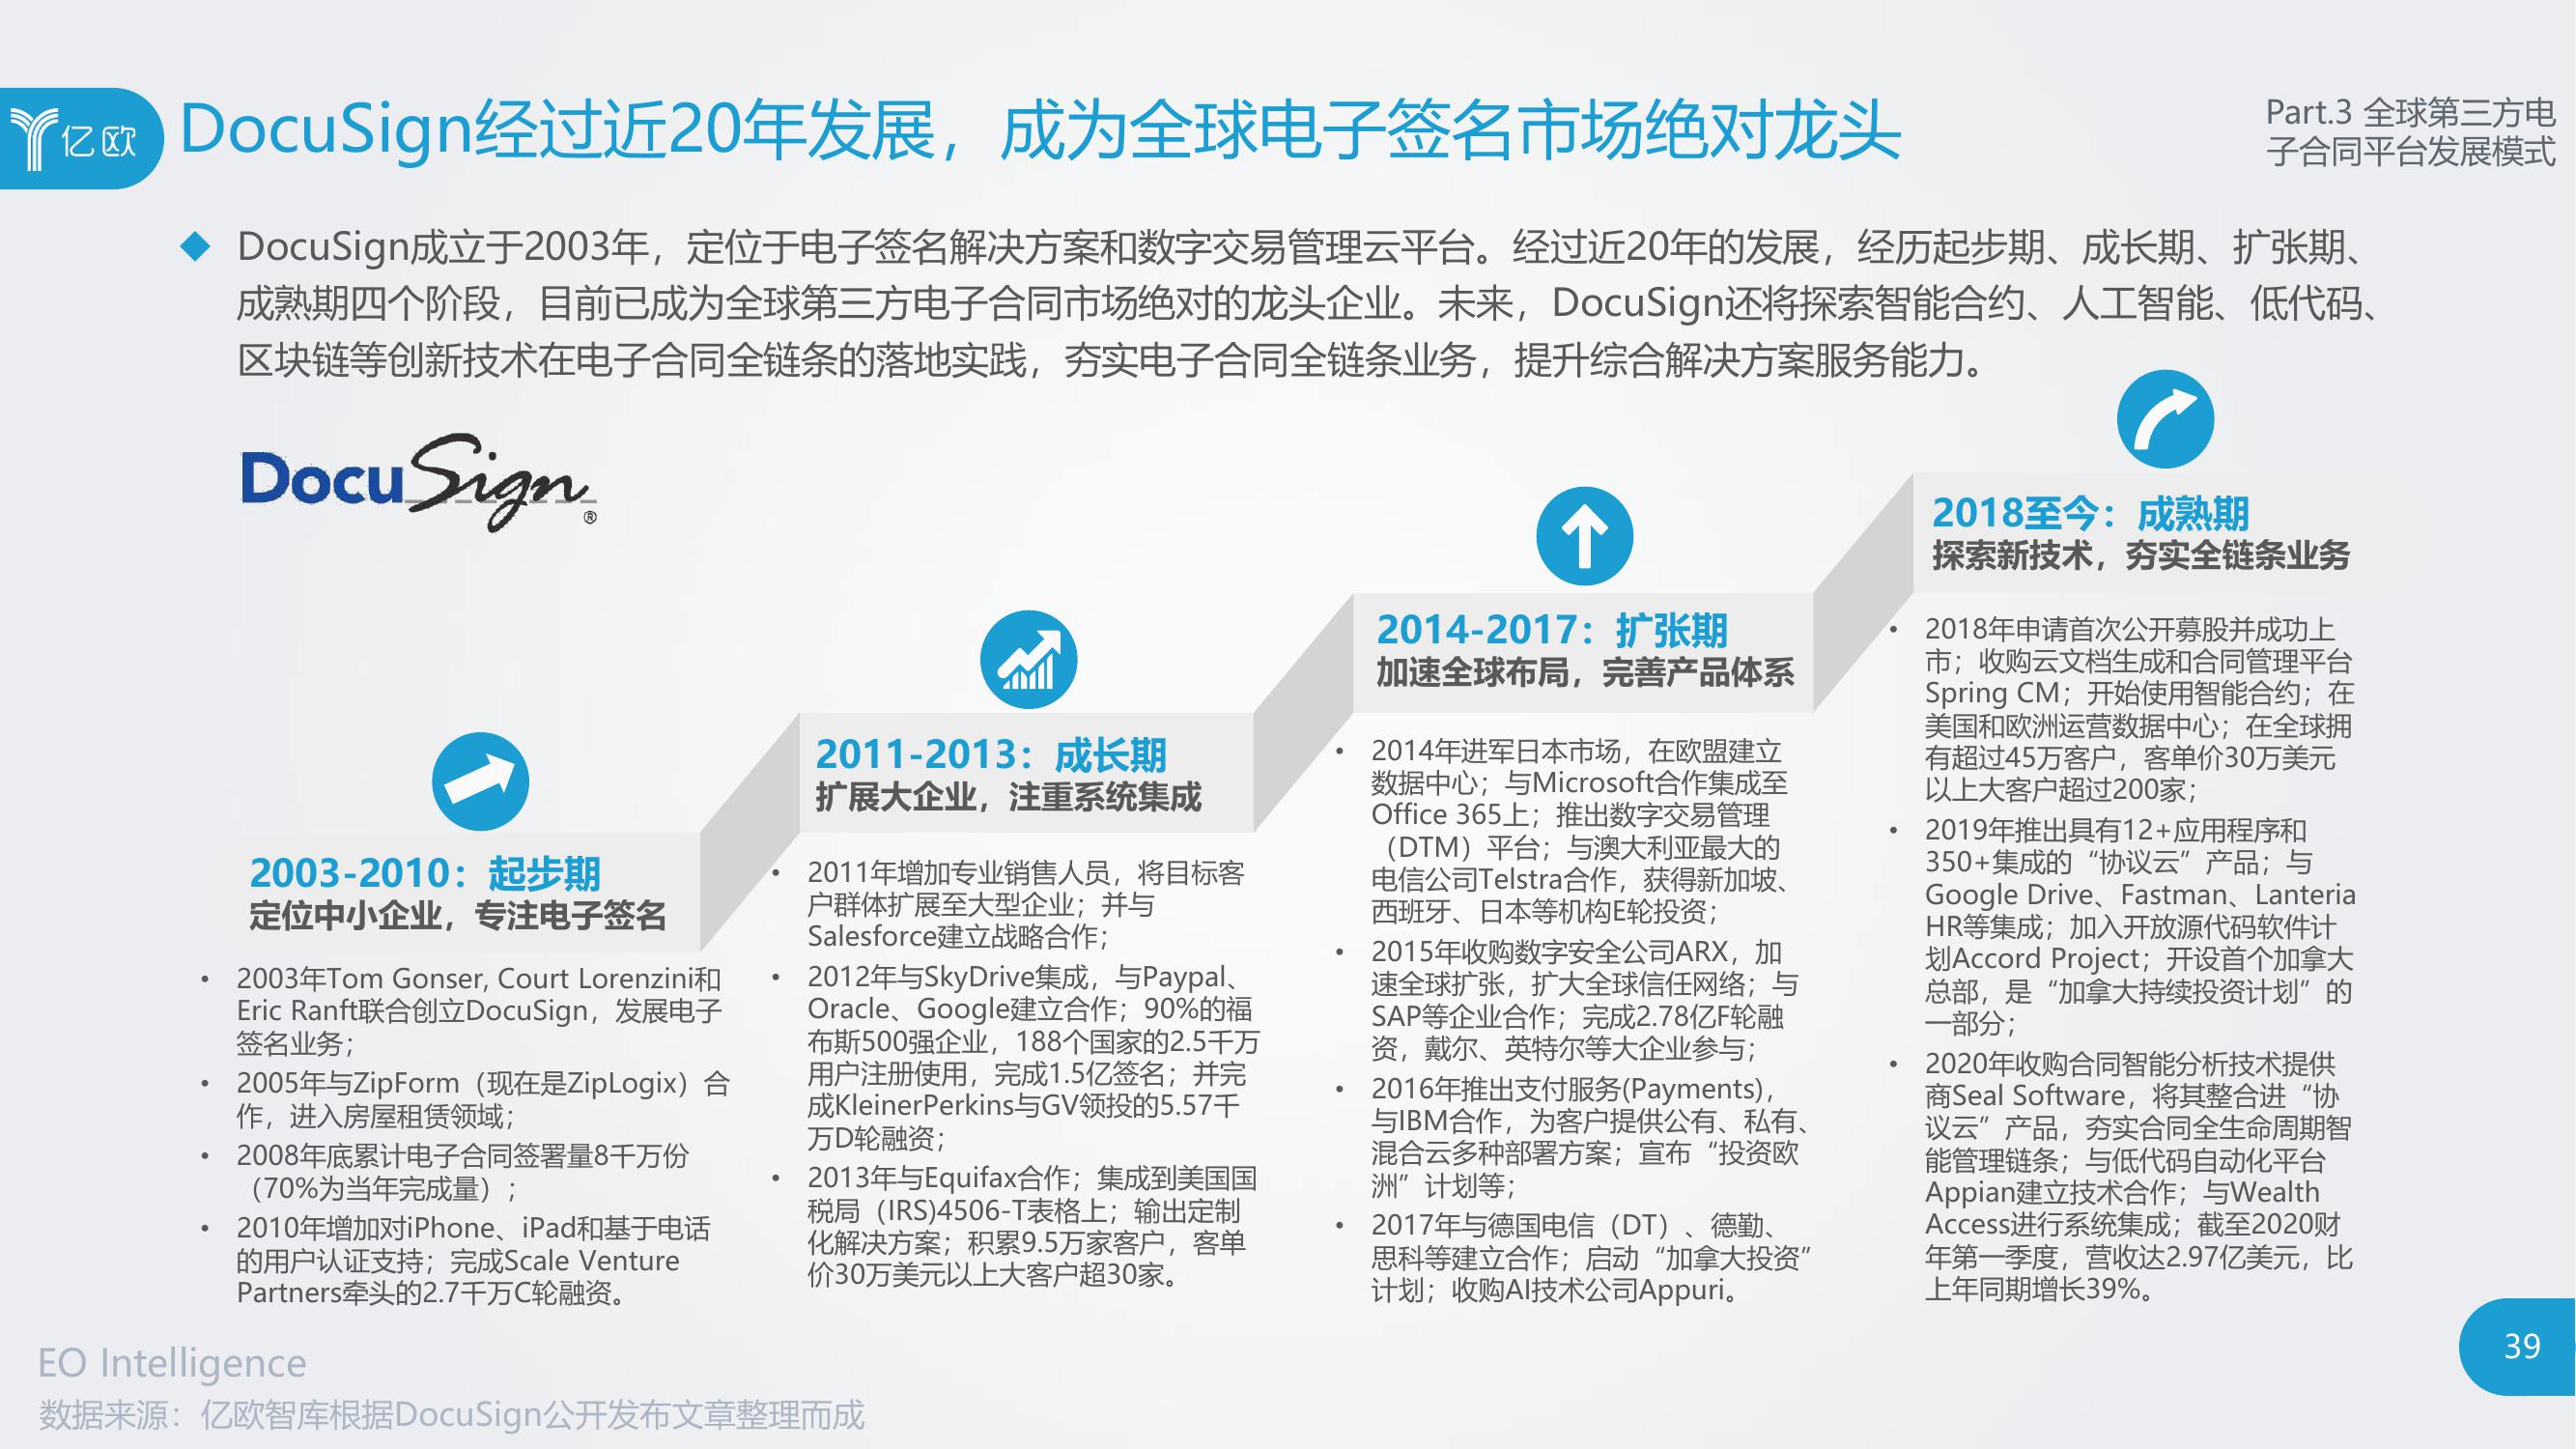 亿欧
DocuSign经过近20年发展，成为全球电子签名市场绝对龙头
Part.3 全球第三方电
子合同平台发展模式
DocuSign成立于2003年，定位于电子签名解决方案和数字交易管理云平台。经过近20年的发展，经历起步期、成长期、扩张期、
成熟期四个阶段，目前已成为全球第三方电子合同市场绝对的龙头企业。未来，DocuSign还将探索智能合约、人工智能、低代码、
区块链等创新技术在电子合同全链条的落地实践，夯实电子合同全链条业务，提升综合解决方案服务能力。
DocuSign®
2003-2010：起步期
定位中小企业，专注电子签名
• 2003年Tom Gonser, Court Lorenzini和
Eric Ranft联合创立DocuSign，发展电子
签名业务；
• 2005年与ZipForm（现在是ZipLogix）合
作，进入房屋租赁领域；
• 2008年底累计电子合同签署量8千万份
（70%为当年完成量）；
• 2010年增加对iPhone、iPad和基于电话
的用户认证支持；完成Scale Venture
Partners牵头的2.7千万C轮融资。
2011-2013：成长期
扩展大企业，注重系统集成
• 2011年增加专业销售人员，将目标客
户群体扩展至大型企业；并与
Salesforce建立战略合作；
• 2012年与SkyDrive集成，与Paypal、
Oracle、Google建立合作；90%的福
布斯500强企业，188个国家的2.5千万
用户注册使用，完成1.5亿签名；并完
成KleinerPerkins与GV领投的5.57千
万D轮融资；
• 2013年与Equifax合作；集成到美国国
税局（IRS)4506-T表格上；输出定制
化解决方案；积累9.5万家客户，客单
价30万美元以上大客户超30家。
2014-2017：扩张期
加速全球布局，完善产品体系
• 2014年进军日本市场，在欧盟建立
数据中心；与Microsoft合作集成至
Office 365上；推出数字交易管理
（DTM）平台；与澳大利亚最大的
电信公司Telstra合作，获得新加坡、
西班牙、日本等机构E轮投资；
• 2015年收购数字安全公司ARX，加
速全球扩张，扩大全球信任网络；与
SAP等企业合作；完成2.78亿F轮融
资，戴尔、英特尔等大企业参与；
• 2016年推出支付服务(Payments)，
与IBM合作，为客户提供公有、私有、
混合云多种部署方案；宣布“投资欧
洲”计划等；
• 2017年与德国电信（DT）、德勤、
思科等建立合作；启动“加拿大投资”
计划；收购AI技术公司Appuri。
2018至今：成熟期
探索新技术，夯实全链条业务
• 2018年申请首次公开募股并成功上
市；收购云文档生成和合同管理平台
Spring CM；开始使用智能合约；在
美国和欧洲运营数据中心；在全球拥
有超过45万客户，客单价30万美元
以上大客户超过200家；
• 2019年推出具有12+应用程序和
350+集成的“协议云”产品；与
Google Drive、Fastman、Lanteria
HR等集成；加入开放源代码软件计
划Accord Project；开设首个加拿大
总部，是“加拿大持续投资计划”的
一部分；
• 2020年收购合同智能分析技术提供
商Seal Software，将其整合进“协
议云”产品，夯实合同全生命周期智
能管理链条；与低代码自动化平台
Appian建立技术合作；与Wealth
Access进行系统集成；截至2020财
年第一季度，营收达2.97亿美元，比
上年同期增长39%。
EO Intelligence
数据来源：亿欧智库根据DocuSign公开发布文章整理而成
39